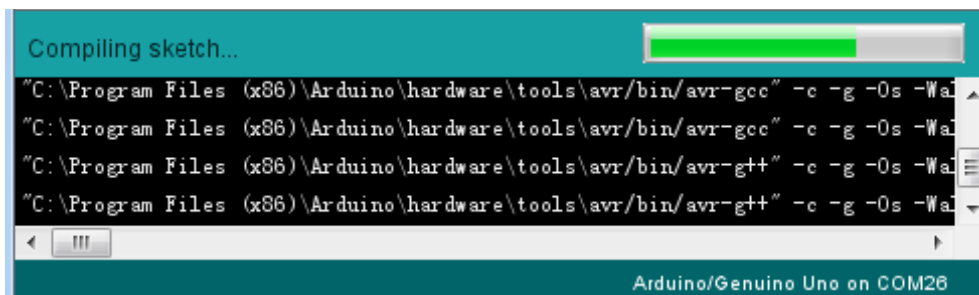 Compiling sketch...
"C:\Program Files (x86)\Arduino\hardware\tools\avr/bin/avr-gcc" -c -g -Os -Wal
"C:\Program Files (x86)\Arduino\hardware\tools\avr/bin/avr-gcc" -c -g -Os -Wal
"C:\Program Files (x86)\Arduino\hardware\tools\avr/bin/avr-g++" -c -g -Os -Wal
"C:\Program Files (x86)\Arduino\hardware\tools\avr/bin/avr-g++" -c -g -Os -Wal
Arduino/Genuino Uno on COM26